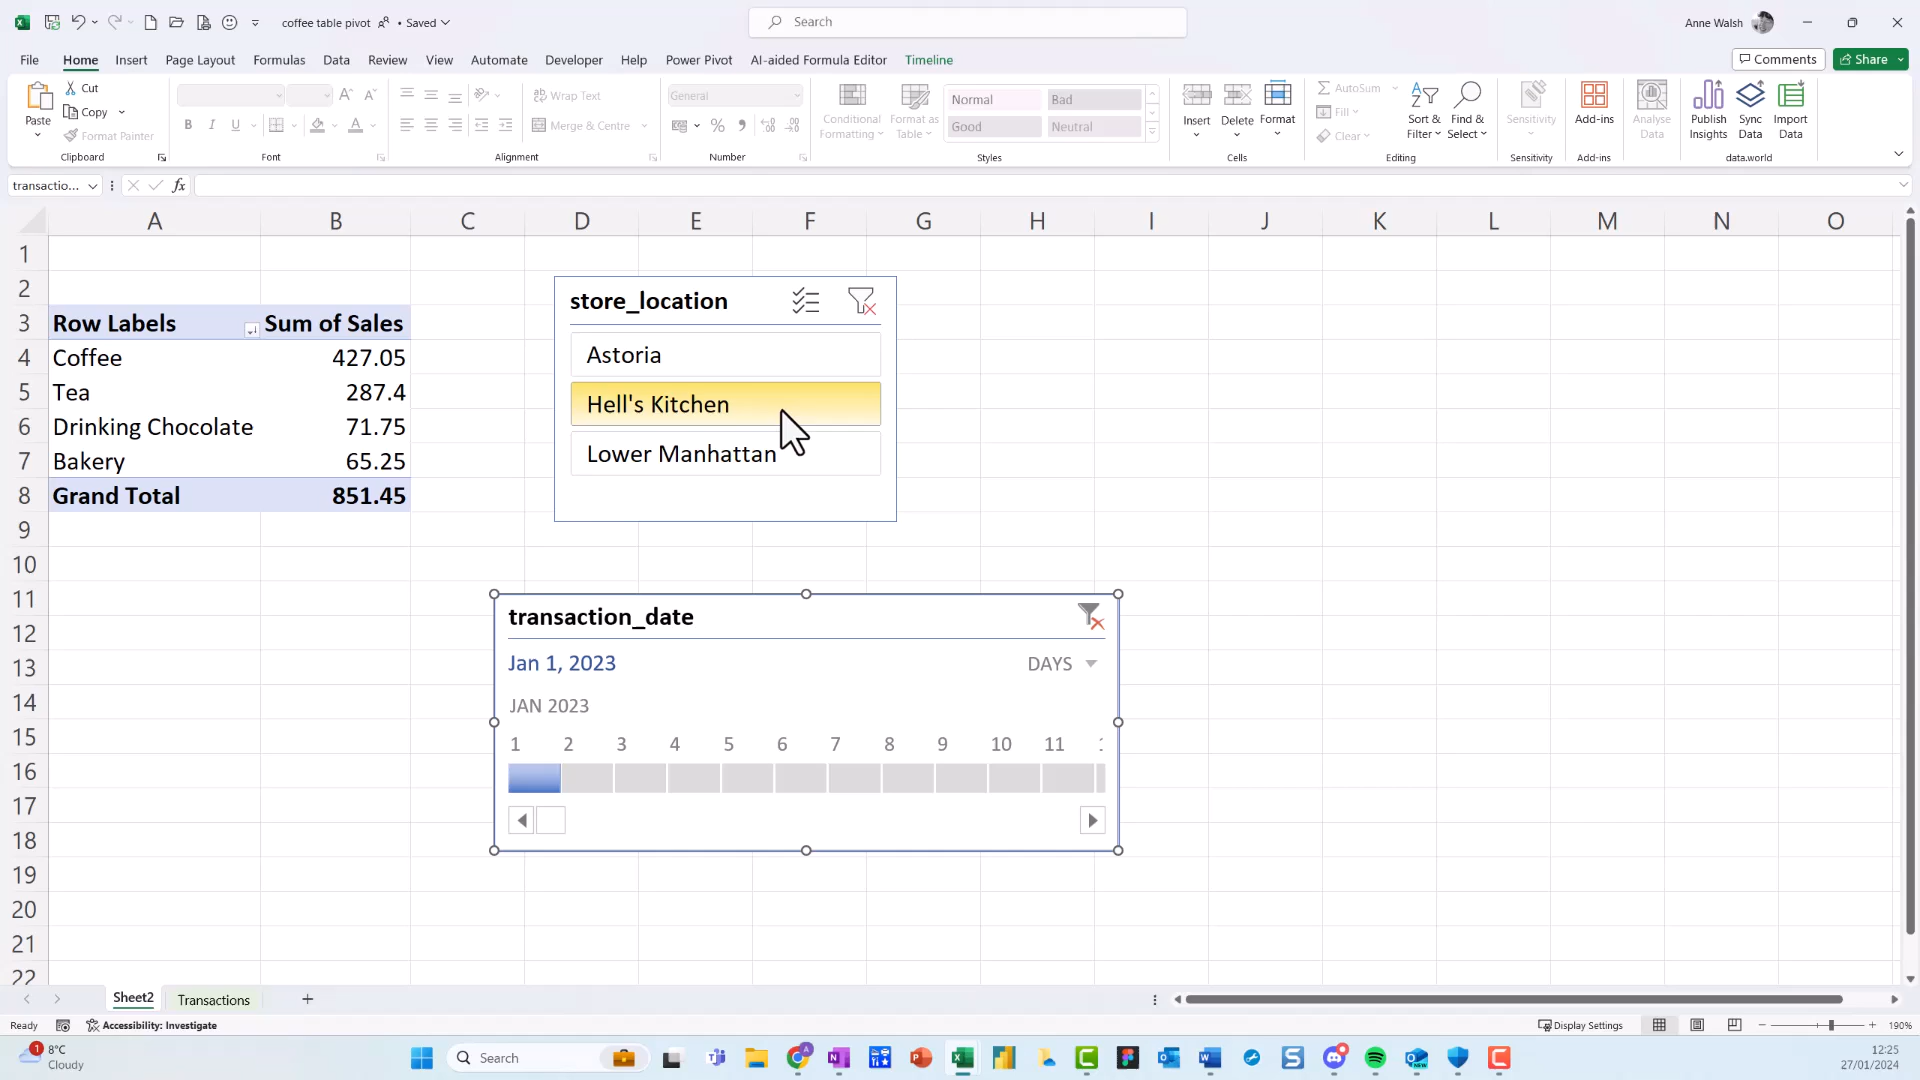 coffee table pivot • Saved
Search
Anne Walsh
File Home Insert Page Layout Formulas Data Review View Automate Developer Help Power Pivot AI-aided Formula Editor Timeline
Comments Share
Paste
Cut
Copy
Format Painter
Clipboard
B I U A
Font
Wrap Text
Merge & Centre
Alignment
General
%
Number
Conditional Formatting
Format as Table
Normal Bad
Good Neutral
Styles
Insert Delete Format
Cells
AutoSum
Fill
Clear
Sort & Filter
Find & Select
Editing
Sensitivity
Sensitivity
Add-ins
Add-ins
Analyse Data
Publish Insights
Sync Data
Import Data
data.world
transactio...
fx
A B C D E F G H I J K L M N O
1
2
3 Row Labels Sum of Sales
4 Coffee 427.05
5 Tea 287.4
6 Drinking Chocolate 71.75
7 Bakery 65.25
8 Grand Total 851.45
9
10
11
12
13
14
15
16
17
18
19
20
21
22
store_location
Astoria
Hell's Kitchen
Lower Manhattan
transaction_date
Jan 1, 2023 DAYS
JAN 2023
1 2 3 4 5 6 7 8 9 10 11
Sheet2 Transactions +
Ready Accessibility: Investigate
Display Settings 190%
1 8°C
Cloudy
Search
12:25
27/01/2024